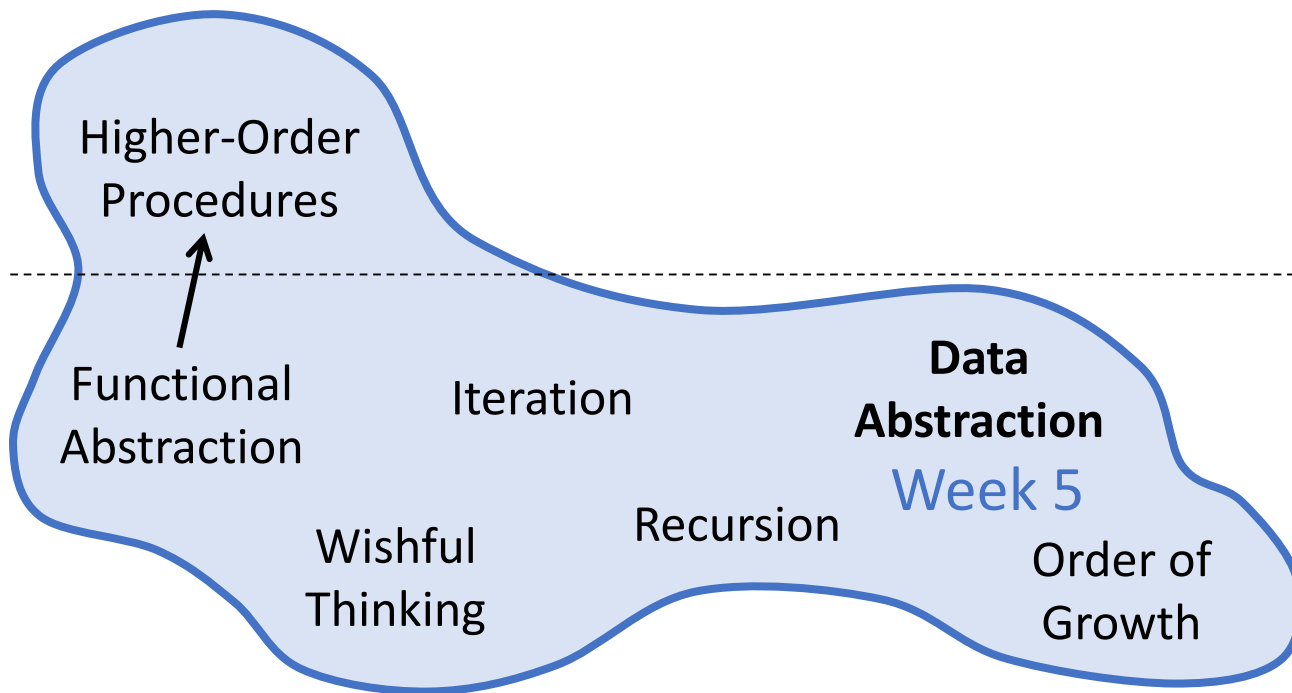 Higher-Order
Procedures
Functional
Abstraction
Iteration
Data
Abstraction
Week 5
Wishful
Thinking
Recursion
Order of
Growth